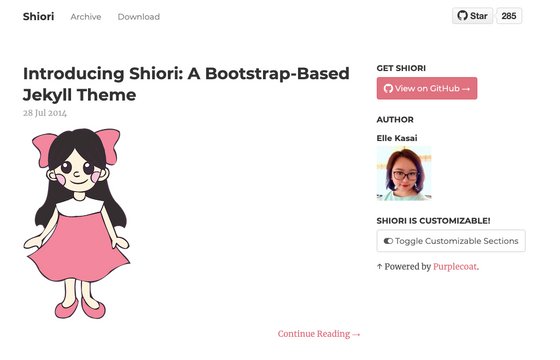 Shiori
Archive
Download
Star
285
Introducing Shiori: A Bootstrap-Based
Jekyll Theme
28 Jul 2014
Continue Reading →
GET SHIORI
View on GitHub →
AUTHOR
Elle Kasai
SHIORI IS CUSTOMIZABLE!
Toggle Customizable Sections
↑ Powered by Purplecoat.